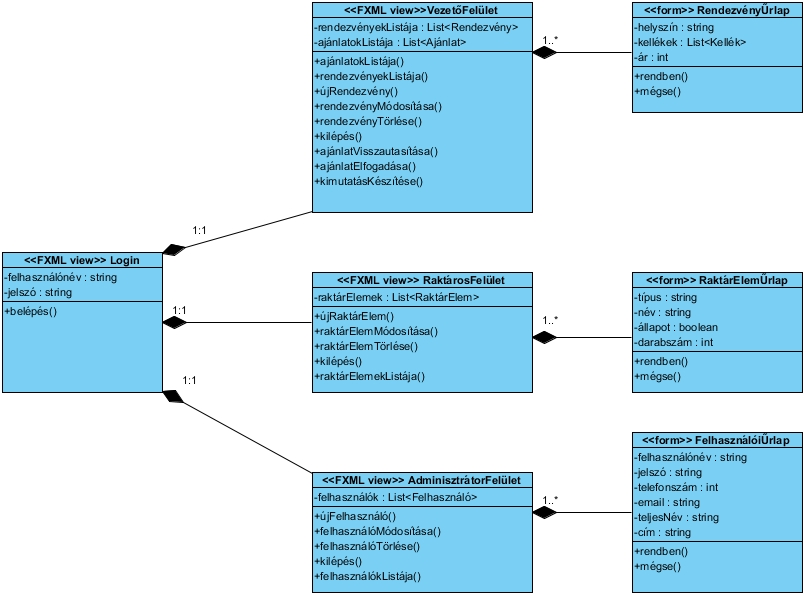 <<FXML view>> Login
-felhasználónév : string
-jelszó : string
+belépés()
1:1
1:1
1:1
<<FXML view>>VezetőFelület
-rendezvényekListája : List<Rendezvény>
-ajánlatokListája : List<Ajánlat>
+ajánlatokListája()
+rendezvényekListája()
+újRendezvény()
+rendezvényMódosítása()
+rendezvényTörlése()
+kilépés()
+ajánlatVisszautasítása()
+ajánlatElfogadása()
+kimutatásKészítése()
1..*
<<form>> RendezvényŰrlap
-helyszín : string
-kellékek : List<Kellék>
-ár : int
+rendben()
+mégse()
<<FXML view>> RaktárosFelület
-raktárElemek : List<RaktárElem>
+újRaktárElem()
+raktárElemMódosítása()
+raktárElemTörlése()
+kilépés()
+raktárElemekListája()
1..*
<<form>> RaktárElemŰrlap
-típus : string
-név : string
-állapot : boolean
-darabszám : int
+rendben()
+mégse()
<<FXML view>> AdminisztrátorFelület
-felhasználók : List<Felhasználó>
+újFelhasználó()
+felhasználóMódosítása()
+felhasználóTörlése()
+kilépés()
+felhasználókListája()
1..*
<<form>> FelhasználóiŰrlap
-felhasználónév : string
-jelszó : string
-telefonszám : int
-email : string
-teljesNév : string
-cím : string
+rendben()
+mégse()